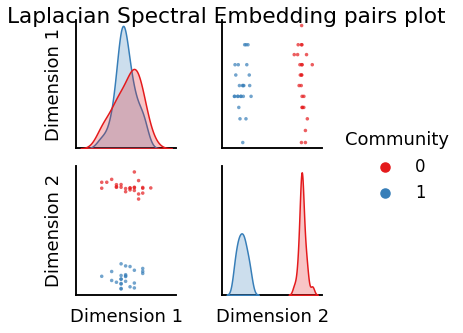 Laplacian Spectral Embedding pairs plot
Dimension 1
Community
0
1
Dimension 2
Dimension 1
Dimension 2